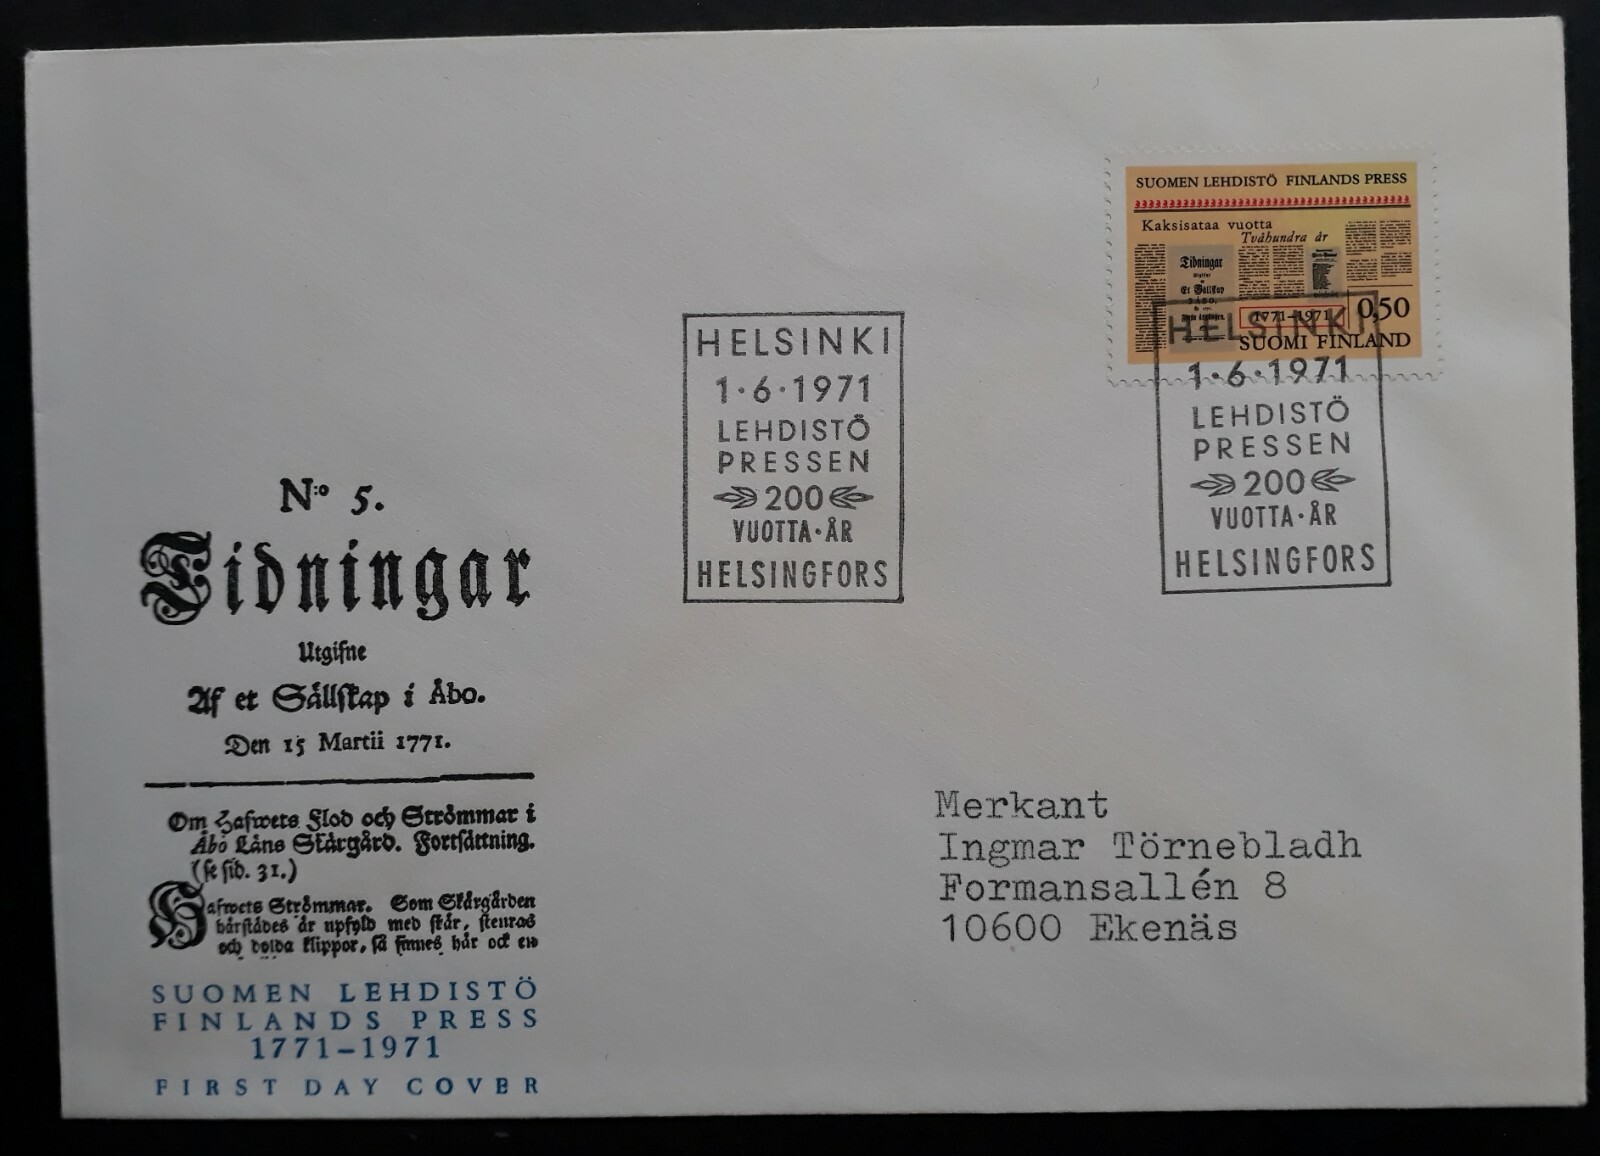 SUOMEN LEHDISTÖ FINLANDS PRESS
Kaksisataa vuotta
Tvåhundra år
Tidningar
Utgifne
Et Sällskap
1771-1971
0,50
SUOMI FINLAND
HELSINKI
1·6·1971
LEHDISTÖ
PRESSEN
200
VUOTTA·ÅR
HELSINGFORS
HELSINKI
1·6·1971
LEHDISTÖ
PRESSEN
200
VUOTTA·ÅR
HELSINGFORS
N:o 5.
Tidningar
Utgifne
Af et Sällskap i Åbo.
Den 15 Martii 1771.
Om Hafwets Flod och Strömmar i
Åbo Läns Skärgård. Fortsättning.
(se sid. 31.)
Hafwets Strömmar. Som Skärgården
härstädes är upfyld med skär, stenras
och dolda klippor, så finnes här ock en
SUOMEN LEHDISTÖ
FINLANDS PRESS
1771-1971
FIRST DAY COVER
Merkant
Ingmar Törnebladh
Formansallén 8
10600 Ekenäs